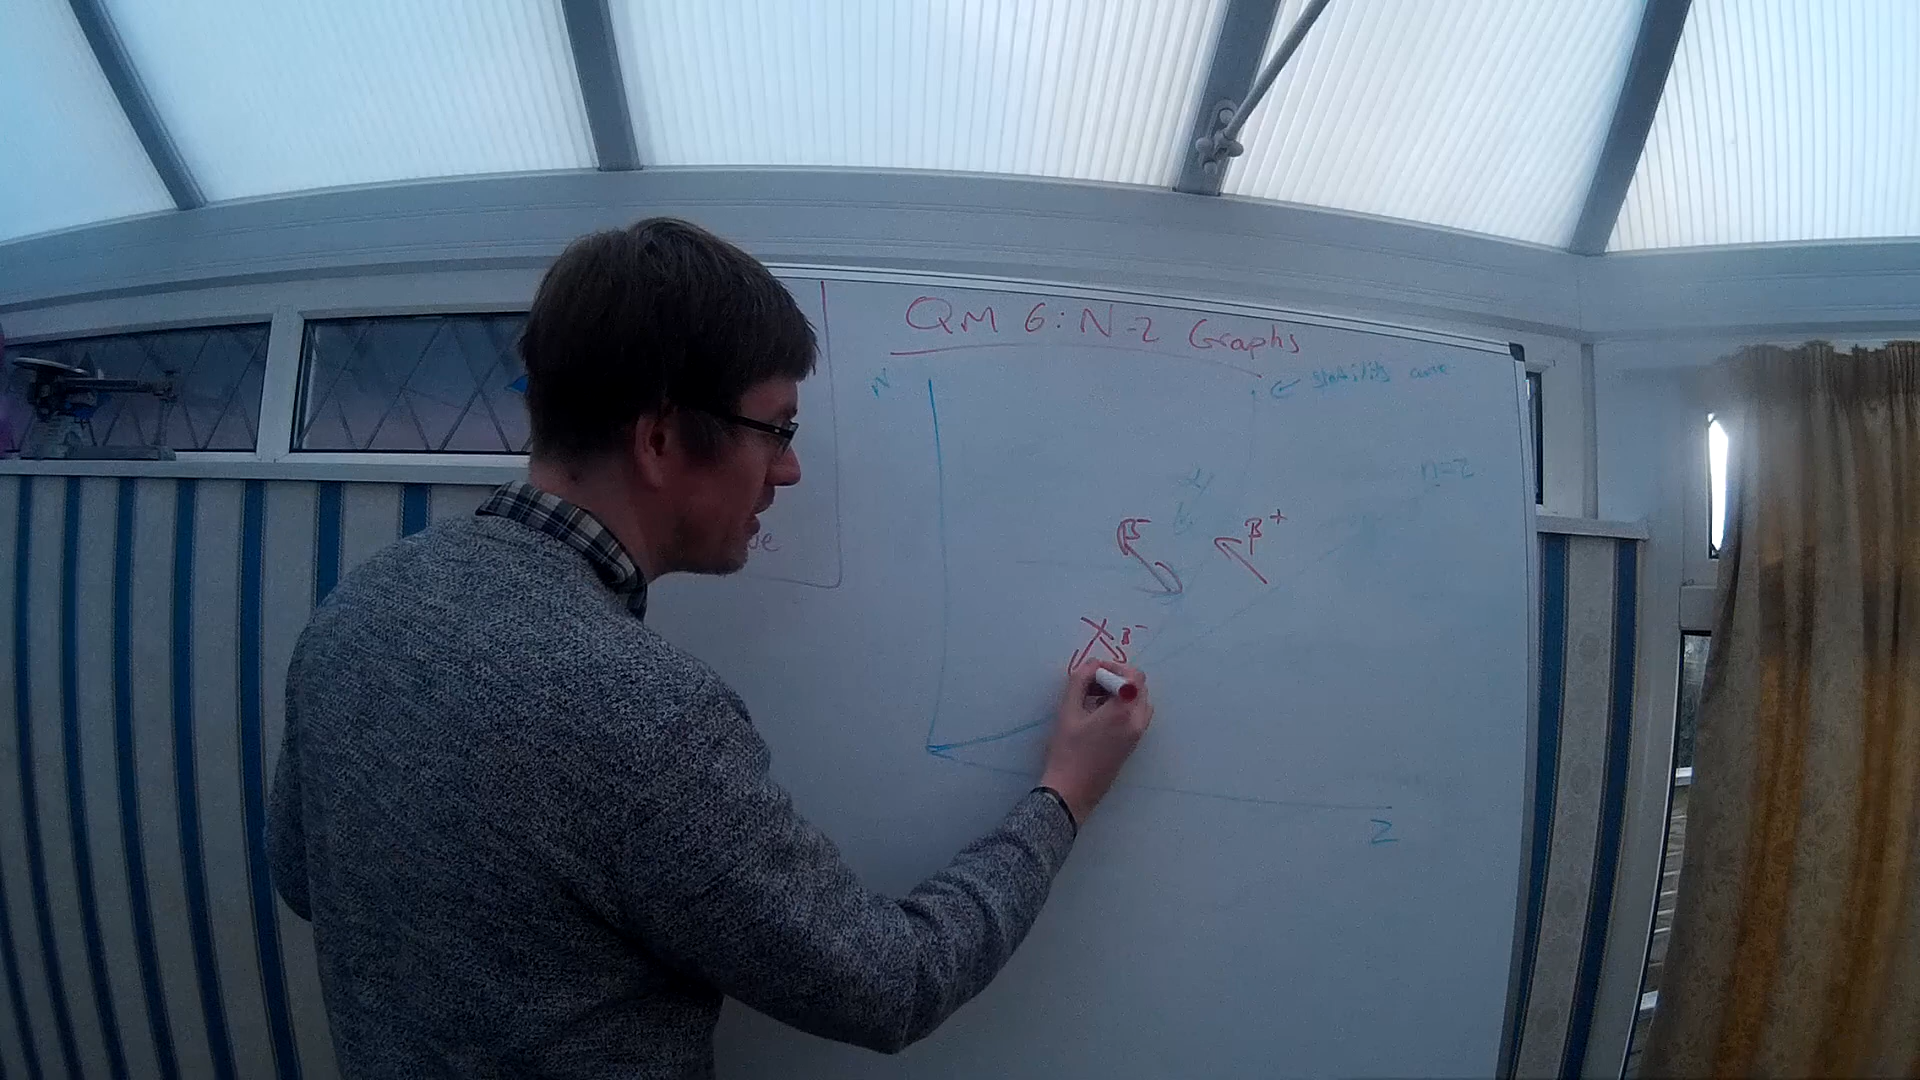 QM 6: N-Z Graphs
N
stability curve
n=z
β-
β+
β-
Z